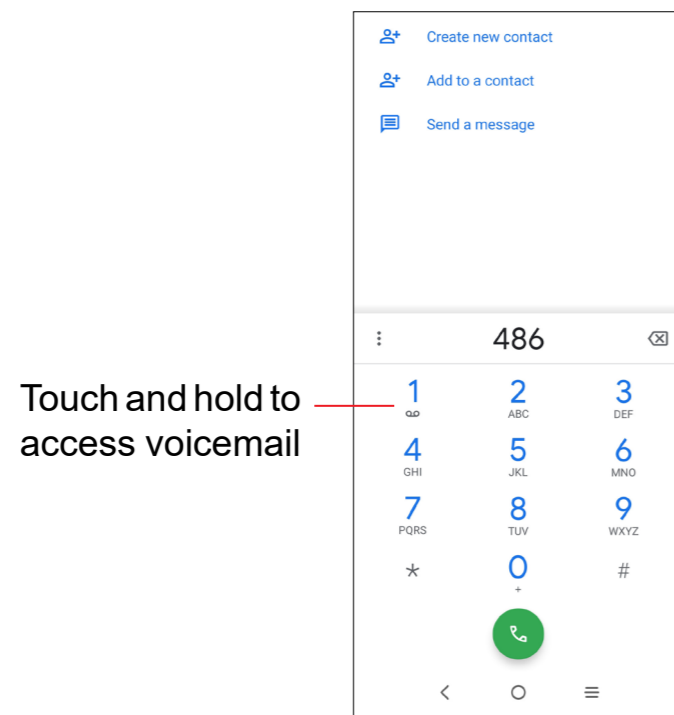 Create new contact
Add to a contact
Send a message
486
Touch and hold to
access voicemail
1 2 3
ABC DEF
4 5 6
GHI JKL MNO
7 8 9
PQRS TUV WXYZ
* 0 #
+